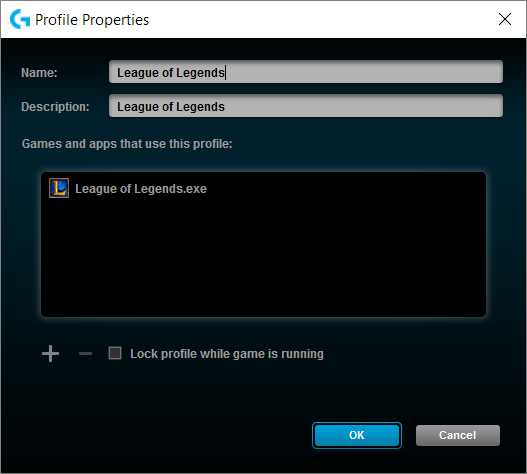 Profile Properties
Name: League of Legends
Description: League of Legends
Games and apps that use this profile:
League of Legends.exe
Lock profile while game is running
OK Cancel